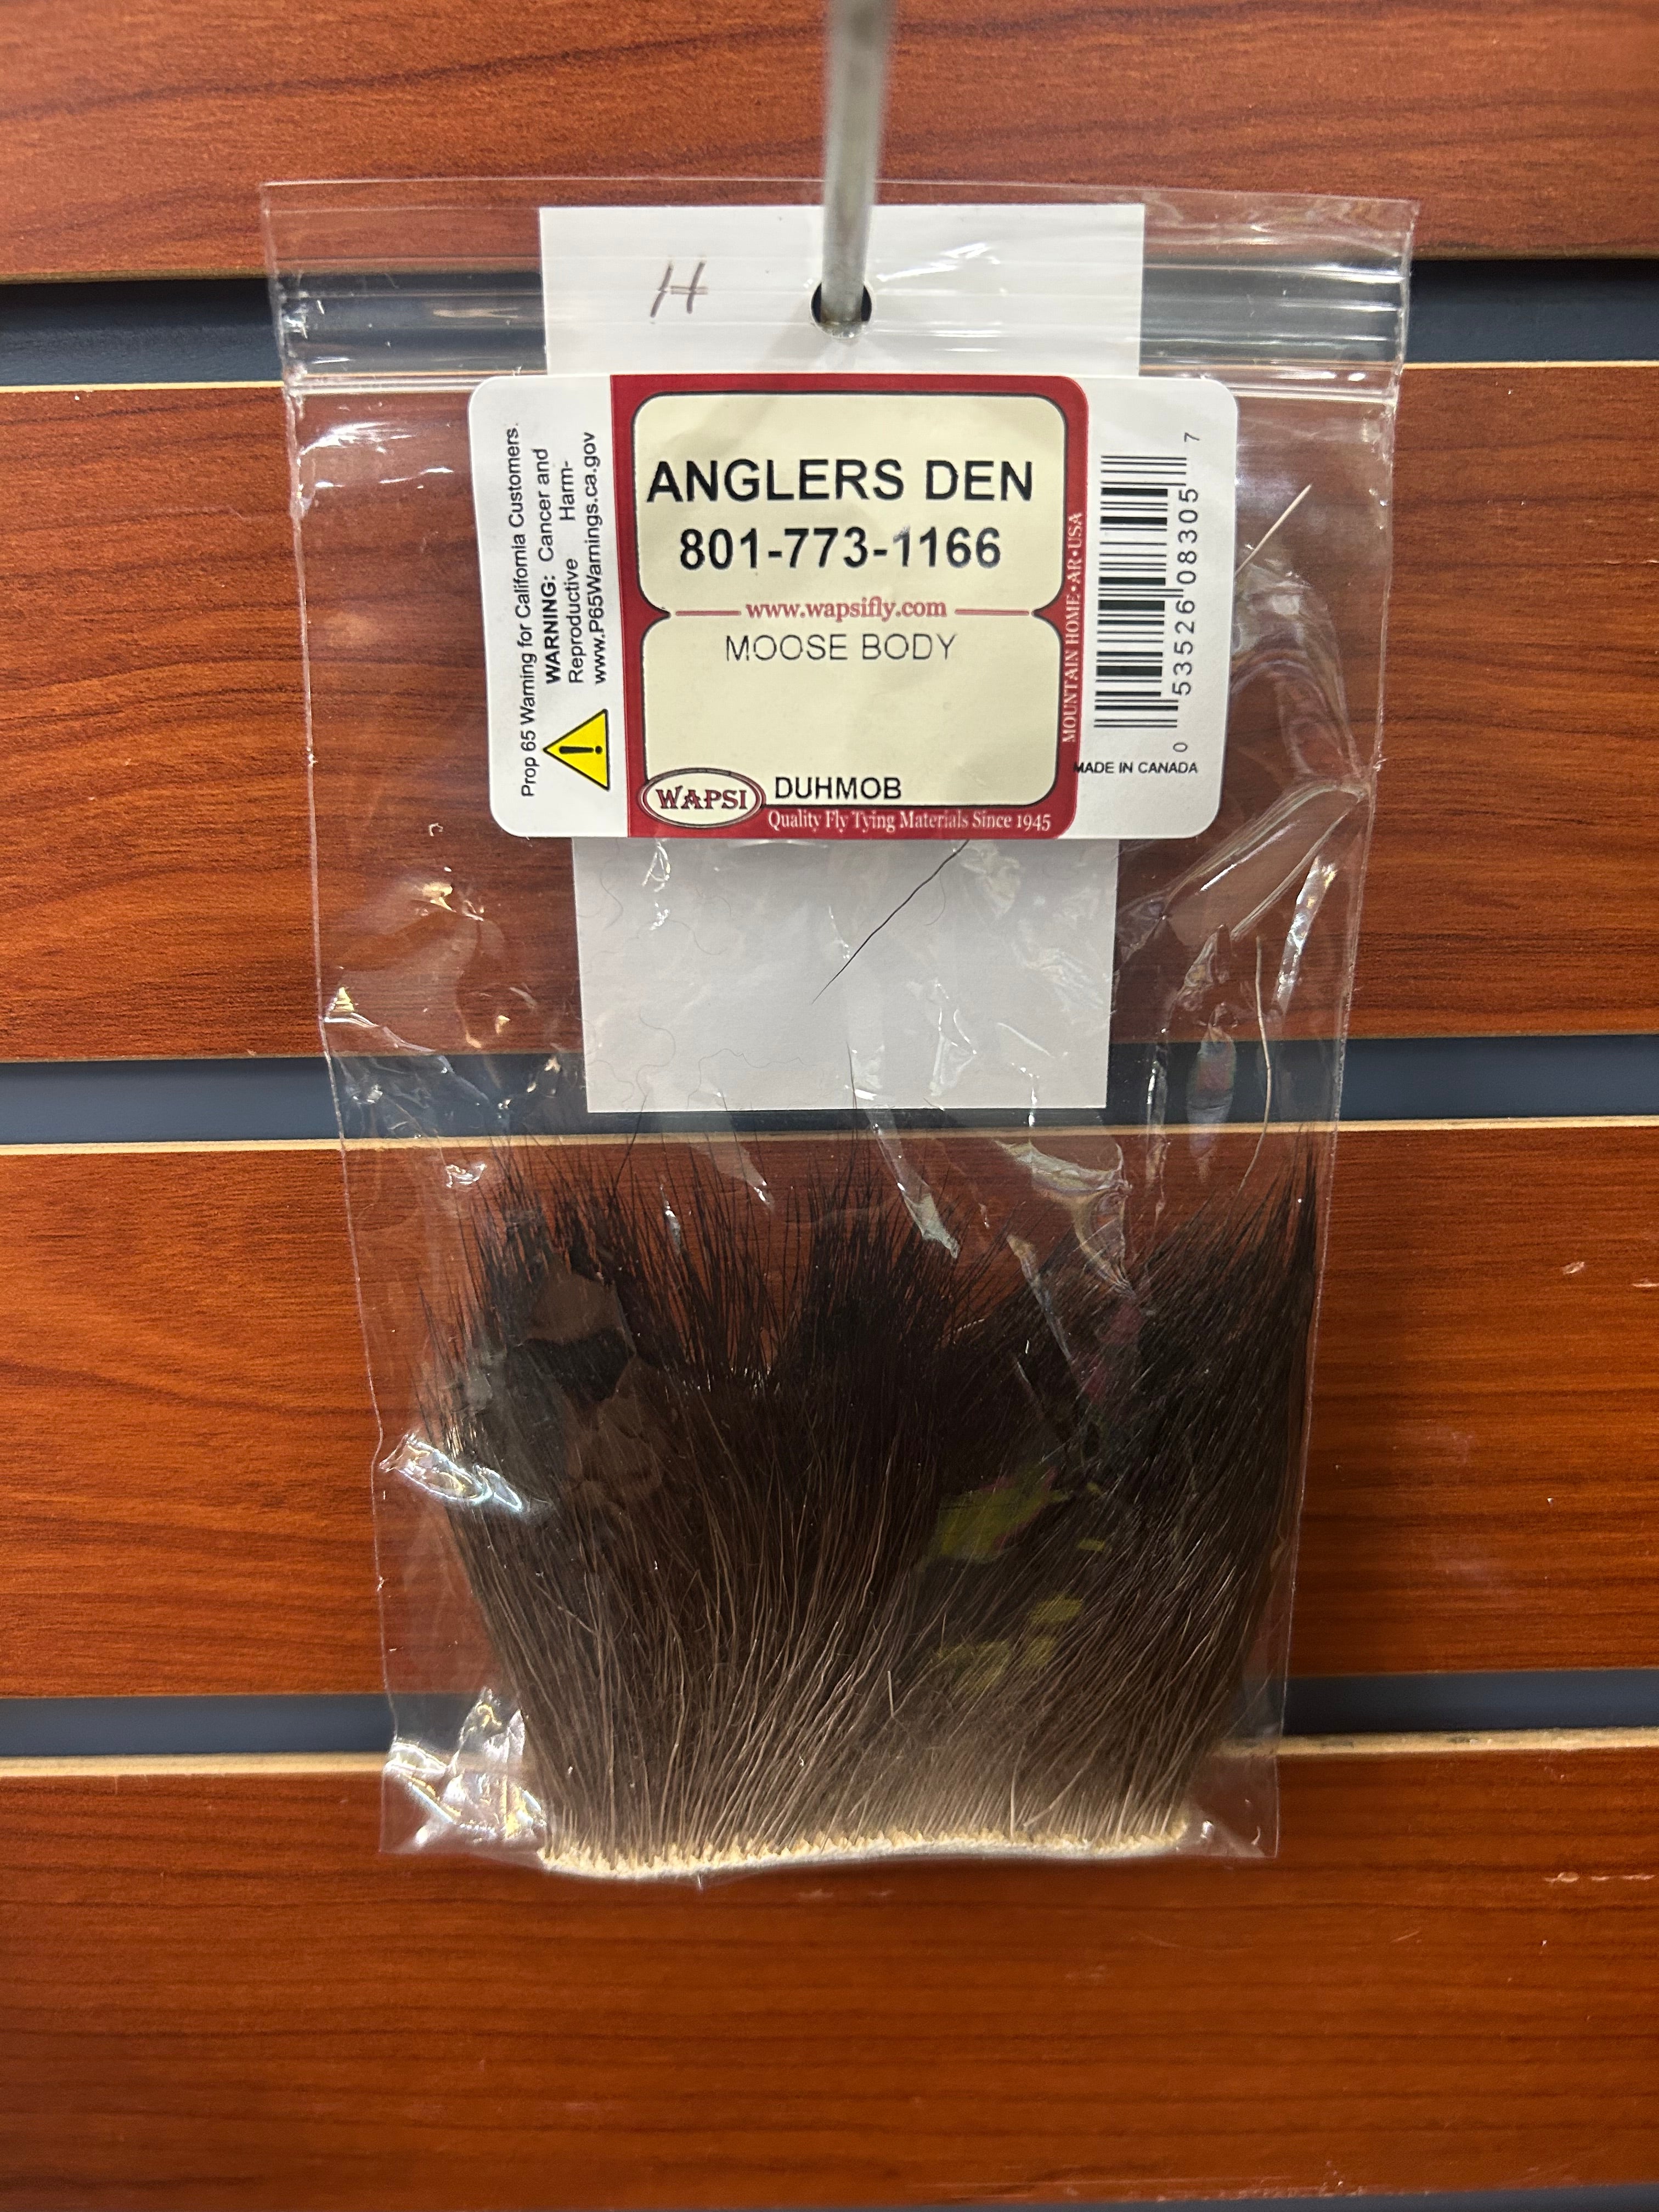 H
Prop 65 Warning for California Customers.
WARNING: Cancer and
Reproductive Harm-
www.P65Warnings.ca.gov
ANGLERS DEN
801-773-1166
www.wapsifly.com
MOOSE BODY
DUHMOB
WAPSI
Quality Fly Tying Materials Since 1945
MOUNTAIN HOME•AR•USA
0 53526 08305 7
MADE IN CANADA